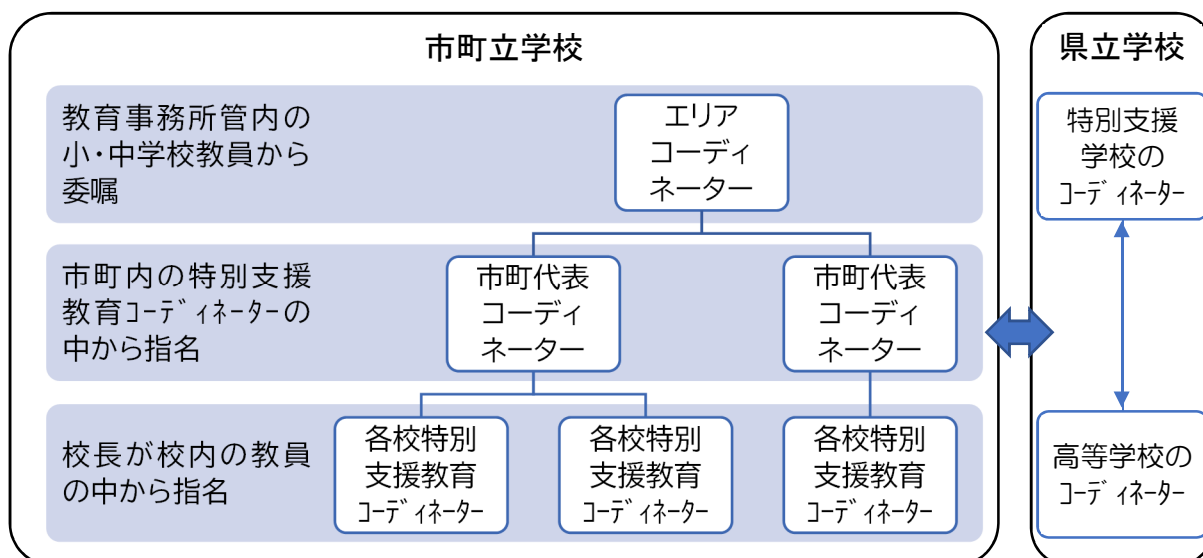 市町立学校
教育事務所管内の
小・中学校教員から
委嘱
エリア
コーディ
ネーター
市町内の特別支援
教育ｺｰﾃﾞｨﾈｰﾀｰの
中から指名
市町代表
コーディ
ネーター
市町代表
コーディ
ネーター
校長が校内の教員
の中から指名
各校特別
支援教育
ｺｰﾃﾞｨﾈｰﾀｰ
各校特別
支援教育
ｺｰﾃﾞｨﾈｰﾀｰ
各校特別
支援教育
ｺｰﾃﾞｨﾈｰﾀｰ
県立学校
特別支援
学校の
ｺｰﾃﾞｨﾈｰﾀｰ
高等学校の
ｺｰﾃﾞｨﾈｰﾀｰ